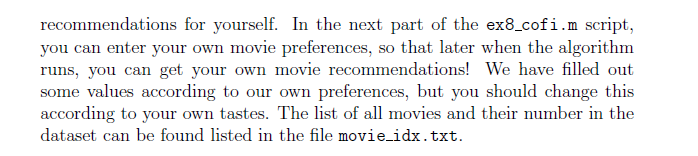 recommendations for yourself. In the next part of the ex8_cofi.m script,
you can enter your own movie preferences, so that later when the algorithm
runs, you can get your own movie recommendations! We have filled out
some values according to our own preferences, but you should change this
according to your own tastes. The list of all movies and their number in the
dataset can be found listed in the file movie_idx.txt.